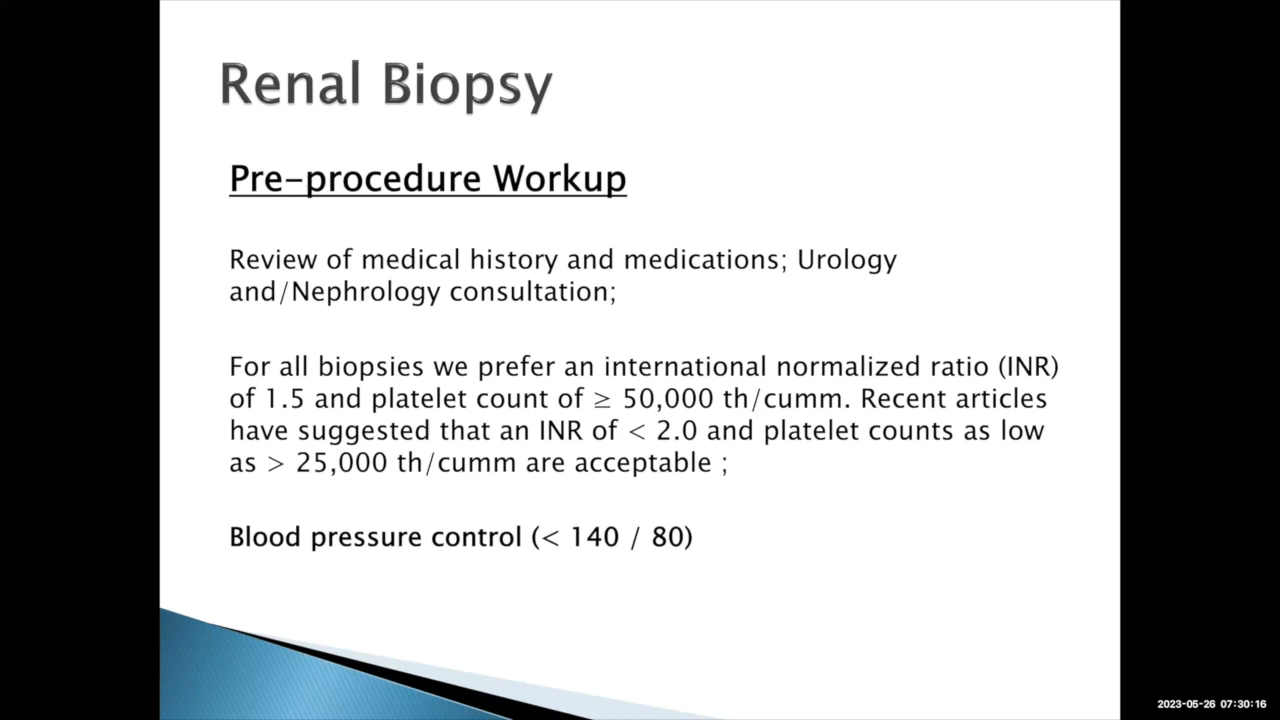 Renal Biopsy
Pre-procedure Workup
Review of medical history and medications; Urology
and/Nephrology consultation;
For all biopsies we prefer an international normalized ratio (INR)
of 1.5 and platelet count of ≥ 50,000 th/cumm. Recent articles
have suggested that an INR of < 2.0 and platelet counts as low
as > 25,000 th/cumm are acceptable ;
Blood pressure control (< 140 / 80)
2023-05-26 07:30:16